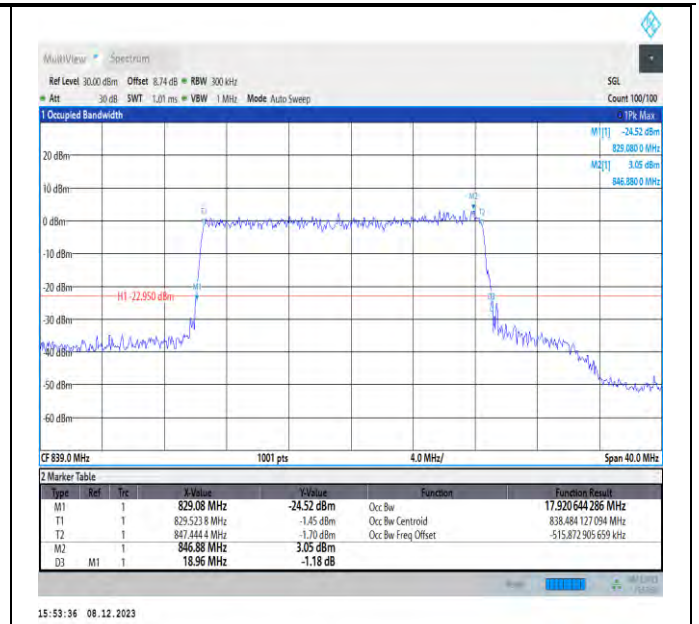 MultiView Spectrum
Ref Level 30.00 dBm Offset 8.74 dB RBW 300 kHz SGL
Att 30 dB SWT 1.01 ms VBW 1 MHz Mode Auto Sweep Count 100/100
1 Occupied Bandwidth 1Pk Max
M1[1] -24.52 dBm
829.080 0 MHz
M2[1] 3.05 dBm
846.880 0 MHz
20 dBm
10 dBm
M2
T1 T2
0 dBm
-10 dBm
-20 dBm
M1 D3
H1 -22.950 dBm
-30 dBm
-40 dBm
-50 dBm
-60 dBm
CF 839.0 MHz 1001 pts 4.0 MHz/ Span 40.0 MHz
2 Marker Table
Type Ref Trc X-Value Y-Value Function Function Result
M1 1 829.08 MHz -24.52 dBm Occ Bw 17.920 644 286 MHz
T1 1 829.523 8 MHz -1.45 dBm Occ Bw Centroid 838.484 127 094 MHz
T2 1 847.444 4 MHz -1.70 dBm Occ Bw Freq Offset -515.872 905 659 kHz
M2 1 846.88 MHz 3.05 dBm
D3 M1 1 18.96 MHz -1.18 dB
15:53:36 08.12.2023